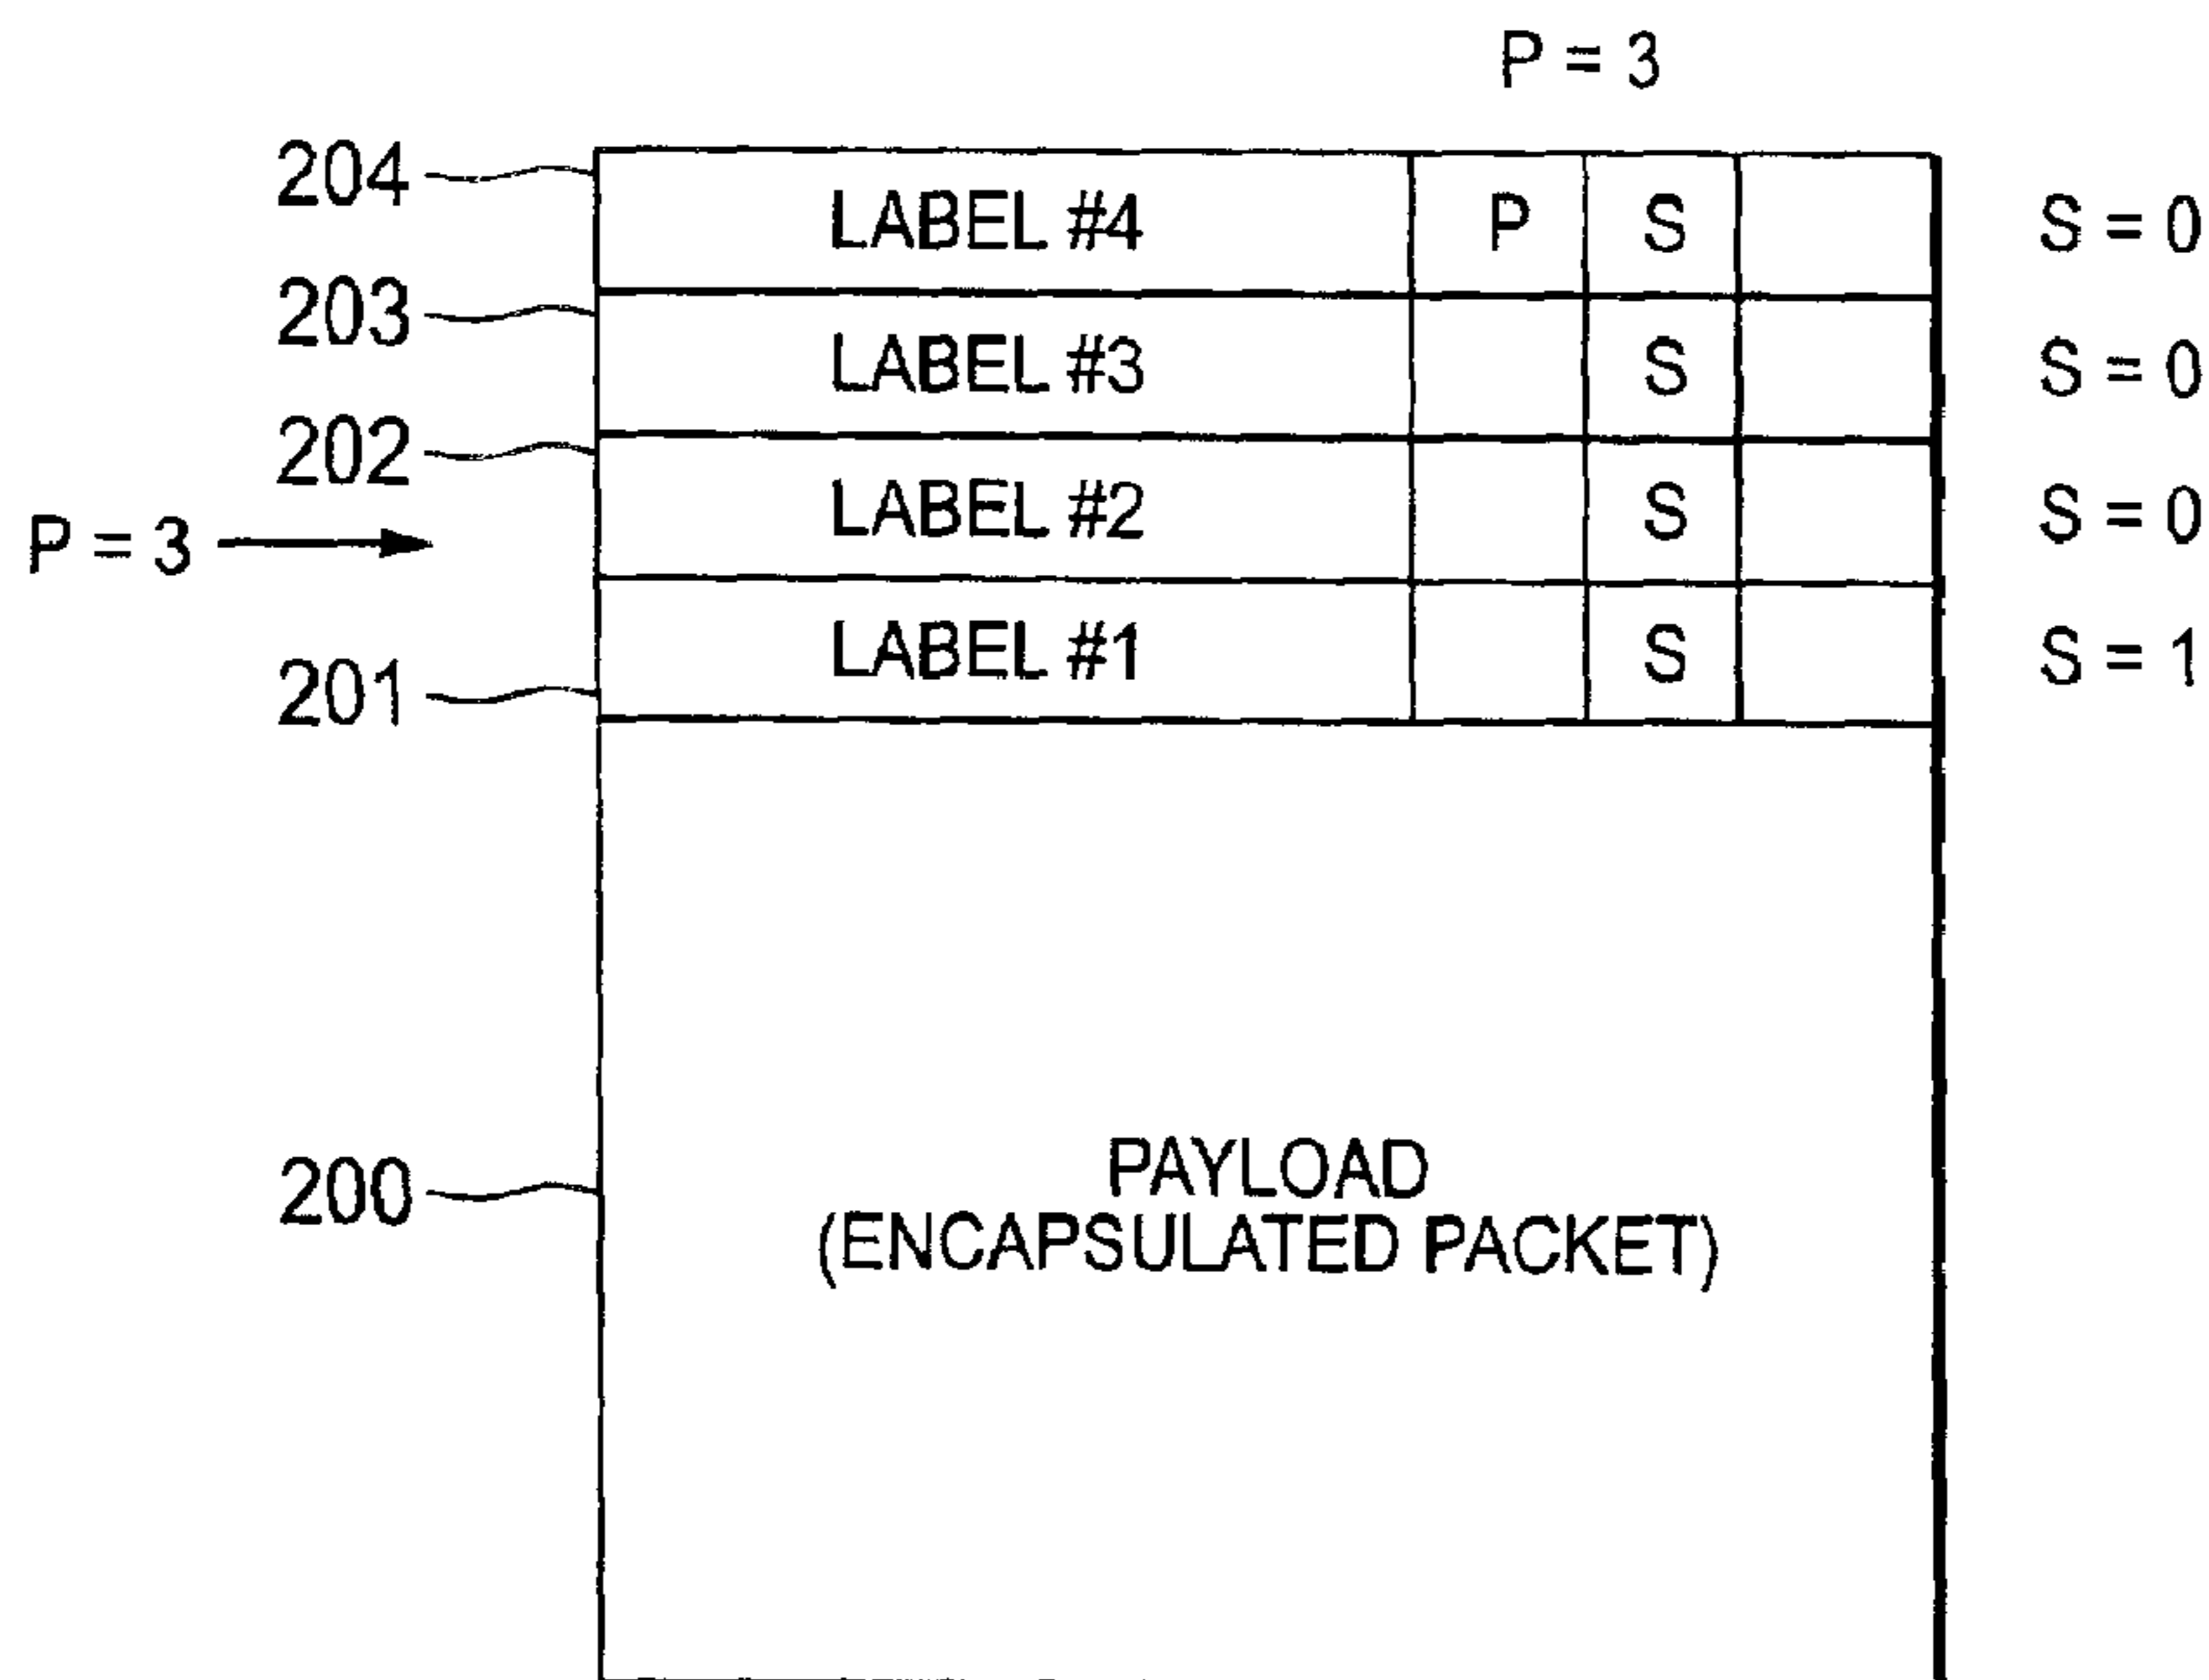 P = 3
204 LABEL #4 P S S = 0
203 LABEL #3 S S = 0
202 LABEL #2 S S = 0
P = 3
201 LABEL #1 S S = 1
200 PAYLOAD
(ENCAPSULATED PACKET)